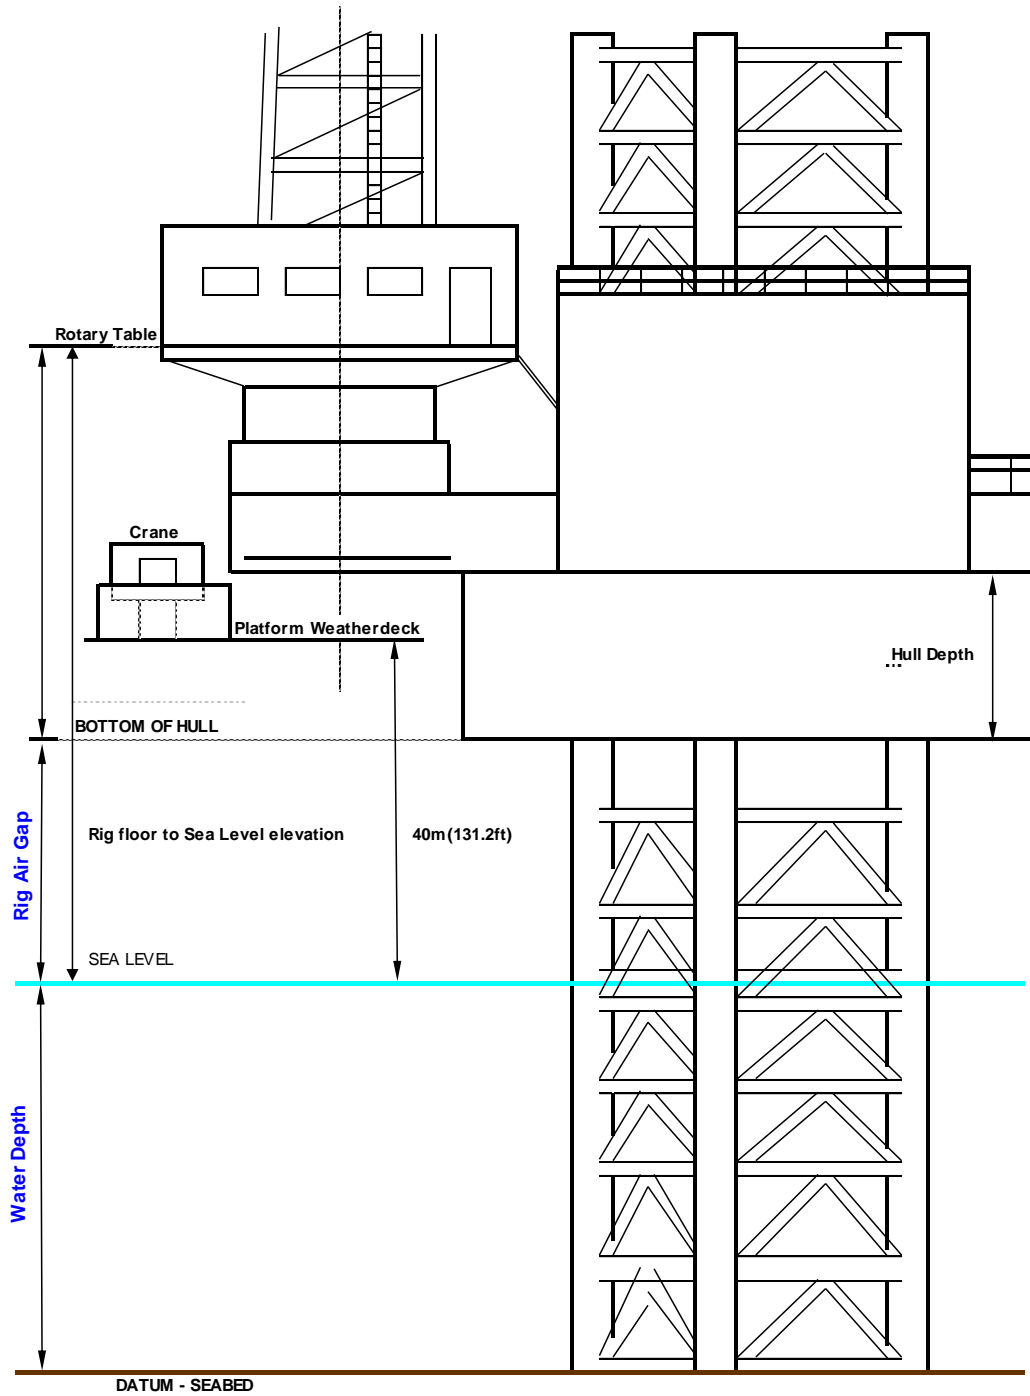 Rotary Table
Crane
Platform Weatherdeck
Hull Depth
BOTTOM OF HULL
Rig Air Gap
Rig floor to Sea Level elevation
40m(131.2ft)
SEA LEVEL
Water Depth
DATUM - SEABED